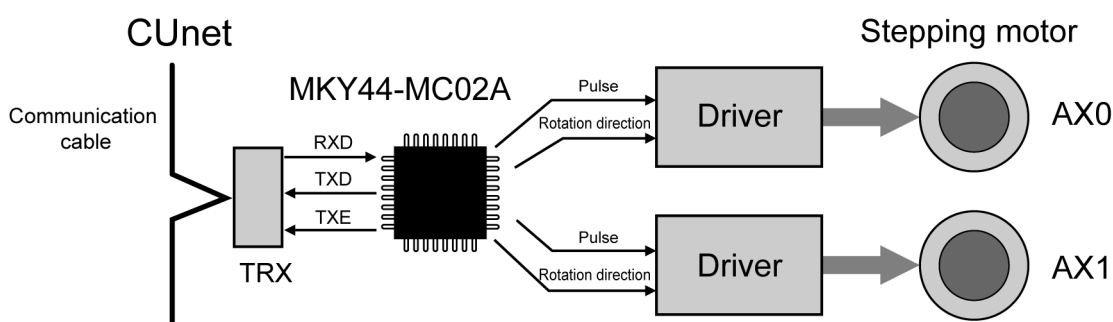 CUnet
Stepping motor
Communication
cable
MKY44-MC02A
Pulse
Rotation direction
Driver
AX0
RXD
TXD
TXE
TRX
Pulse
Rotation direction
Driver
AX1